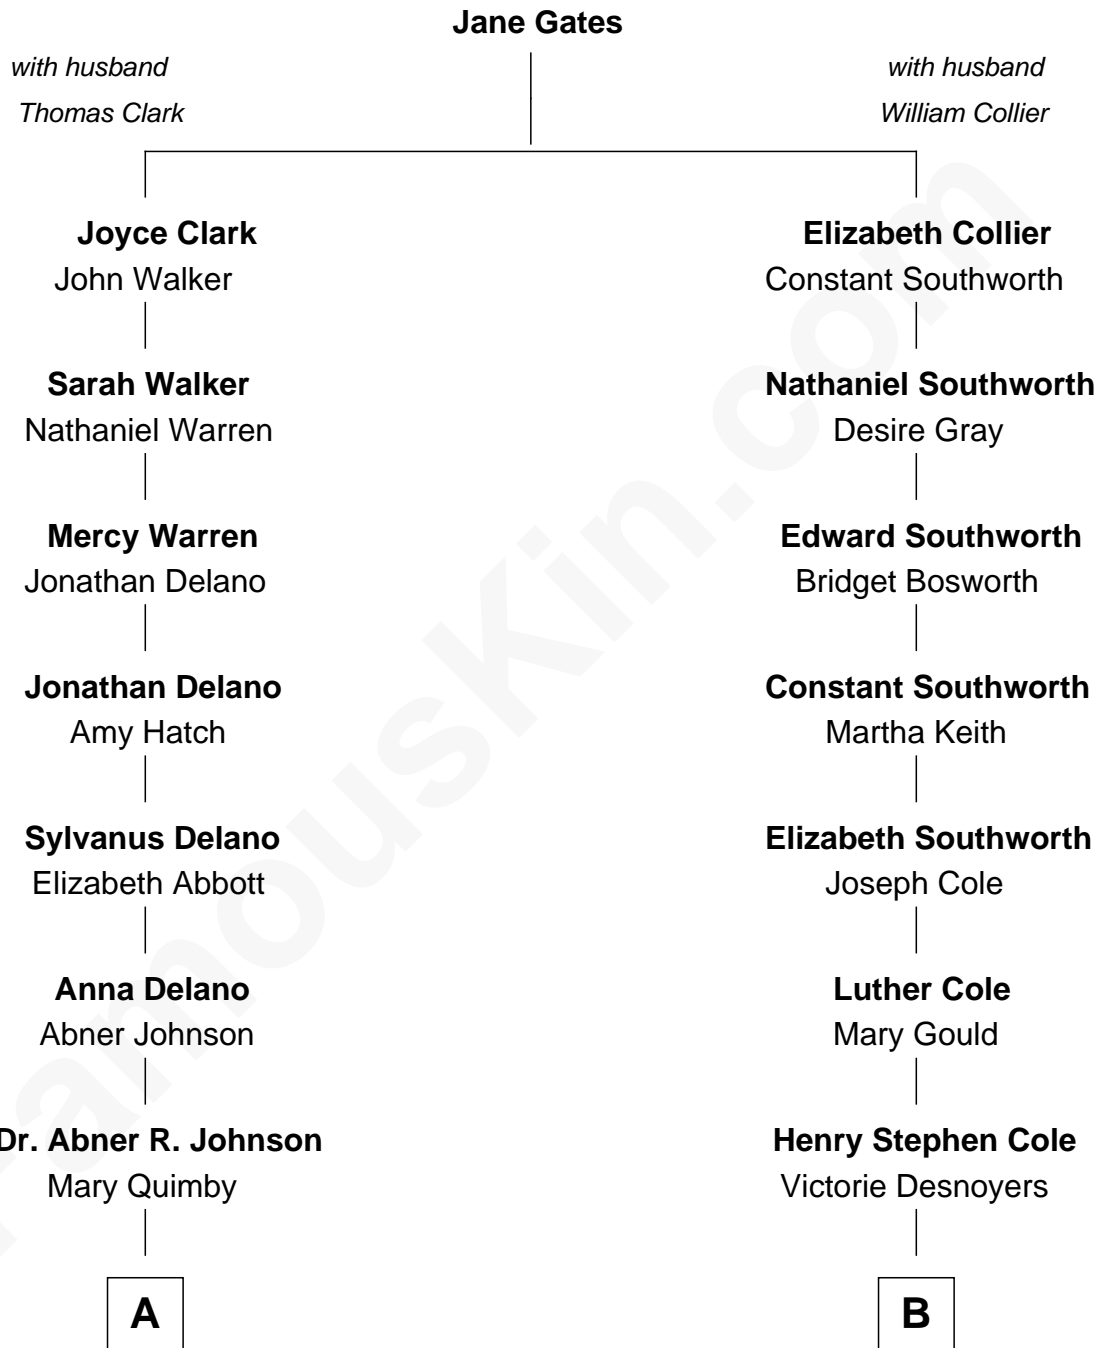 Jane Gates
with husband
Thomas Clark
with husband
William Collier
Joyce Clark
John Walker
Elizabeth Collier
Constant Southworth
Sarah Walker
Nathaniel Warren
Nathaniel Southworth
Desire Gray
Mercy Warren
Jonathan Delano
Edward Southworth
Bridget Bosworth
Jonathan Delano
Amy Hatch
Constant Southworth
Martha Keith
Sylvanus Delano
Elizabeth Abbott
Elizabeth Southworth
Joseph Cole
Anna Delano
Abner Johnson
Luther Cole
Mary Gould
Dr. Abner R. Johnson
Mary Quimby
Henry Stephen Cole
Victorie Desnoyers
A
B
FamousKin.com